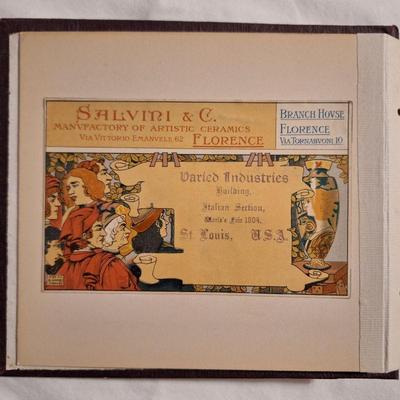 SALVINI & C.
MANVFACTORY OF ARTISTIC CERAMICS
VIA VITTORIO EMANVELE 62 FLORENCE
BRANCH HOVSE
FLORENCE
VIA TORNABVONI 10
Varied Industries
Building,
Italian Section,
World's Fair 1904,
St. Louis, U.S.A.